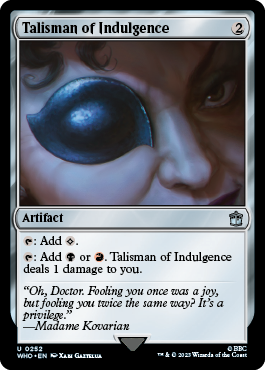 Talisman of Indulgence 2
Artifact
: Add .
: Add or . Talisman of Indulgence
deals 1 damage to you.
"Oh, Doctor. Fooling you once was a joy,
but fooling you twice the same way? It's a
privilege."
—Madame Kovarian
U 0252
WHO • EN Xabi Gaztelua
™ & © 2023 Wizards of the Coast
© BBC